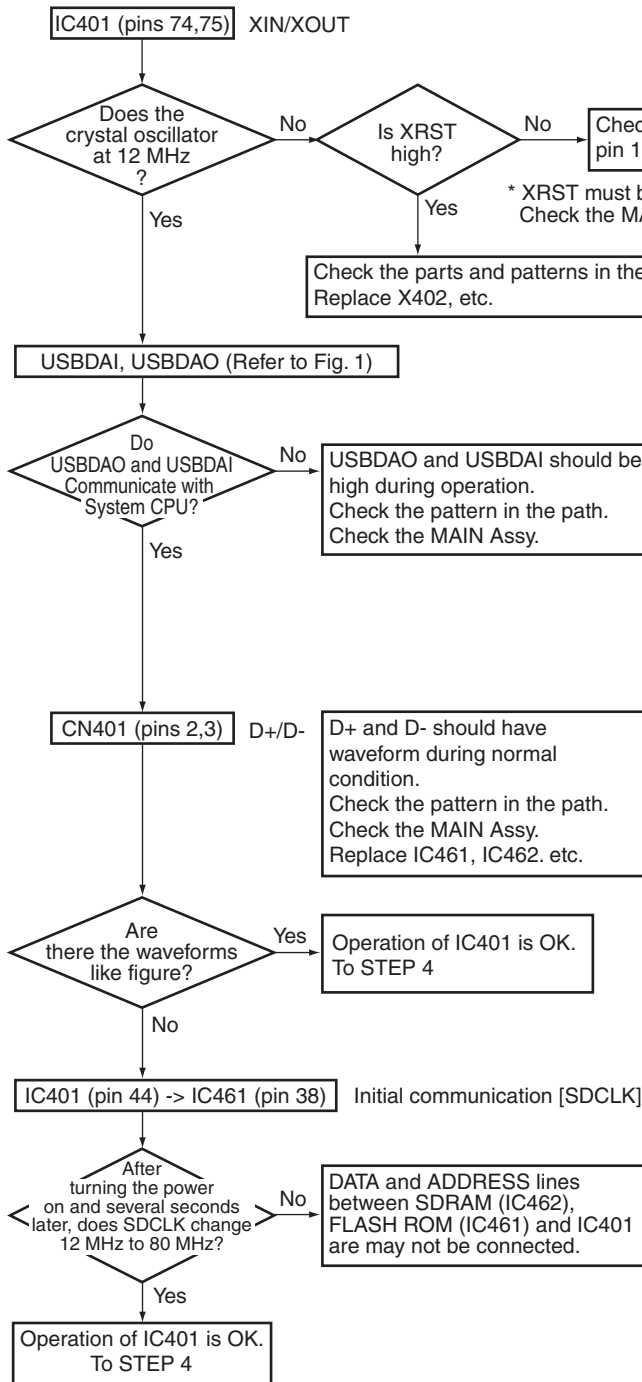 IC401 (pins 74,75) XIN/XOUT
Does the
crystal oscillator
at 12 MHz
?
No
Is XRST
high?
No
Chec
pin 1
Yes
Yes
* XRST must b
Check the MA
Check the parts and patterns in the
Replace X402, etc.
USBDAI, USBDAO (Refer to Fig. 1)
Do
USBDAO and USBDAI
Communicate with
System CPU?
No
USBDAO and USBDAI should be
high during operation.
Check the pattern in the path.
Check the MAIN Assy.
Yes
CN401 (pins 2,3) D+/D-
D+ and D- should have
waveform during normal
condition.
Check the pattern in the path.
Check the MAIN Assy.
Replace IC461, IC462. etc.
Are
there the waveforms
like figure?
Yes
Operation of IC401 is OK.
To STEP 4
No
IC401 (pin 44) -> IC461 (pin 38) Initial communication [SDCLK]
After
turning the power
on and several seconds
later, does SDCLK change
12 MHz to 80 MHz?
No
DATA and ADDRESS lines
between SDRAM (IC462),
FLASH ROM (IC461) and IC401
are may not be connected.
Yes
Operation of IC401 is OK.
To STEP 4